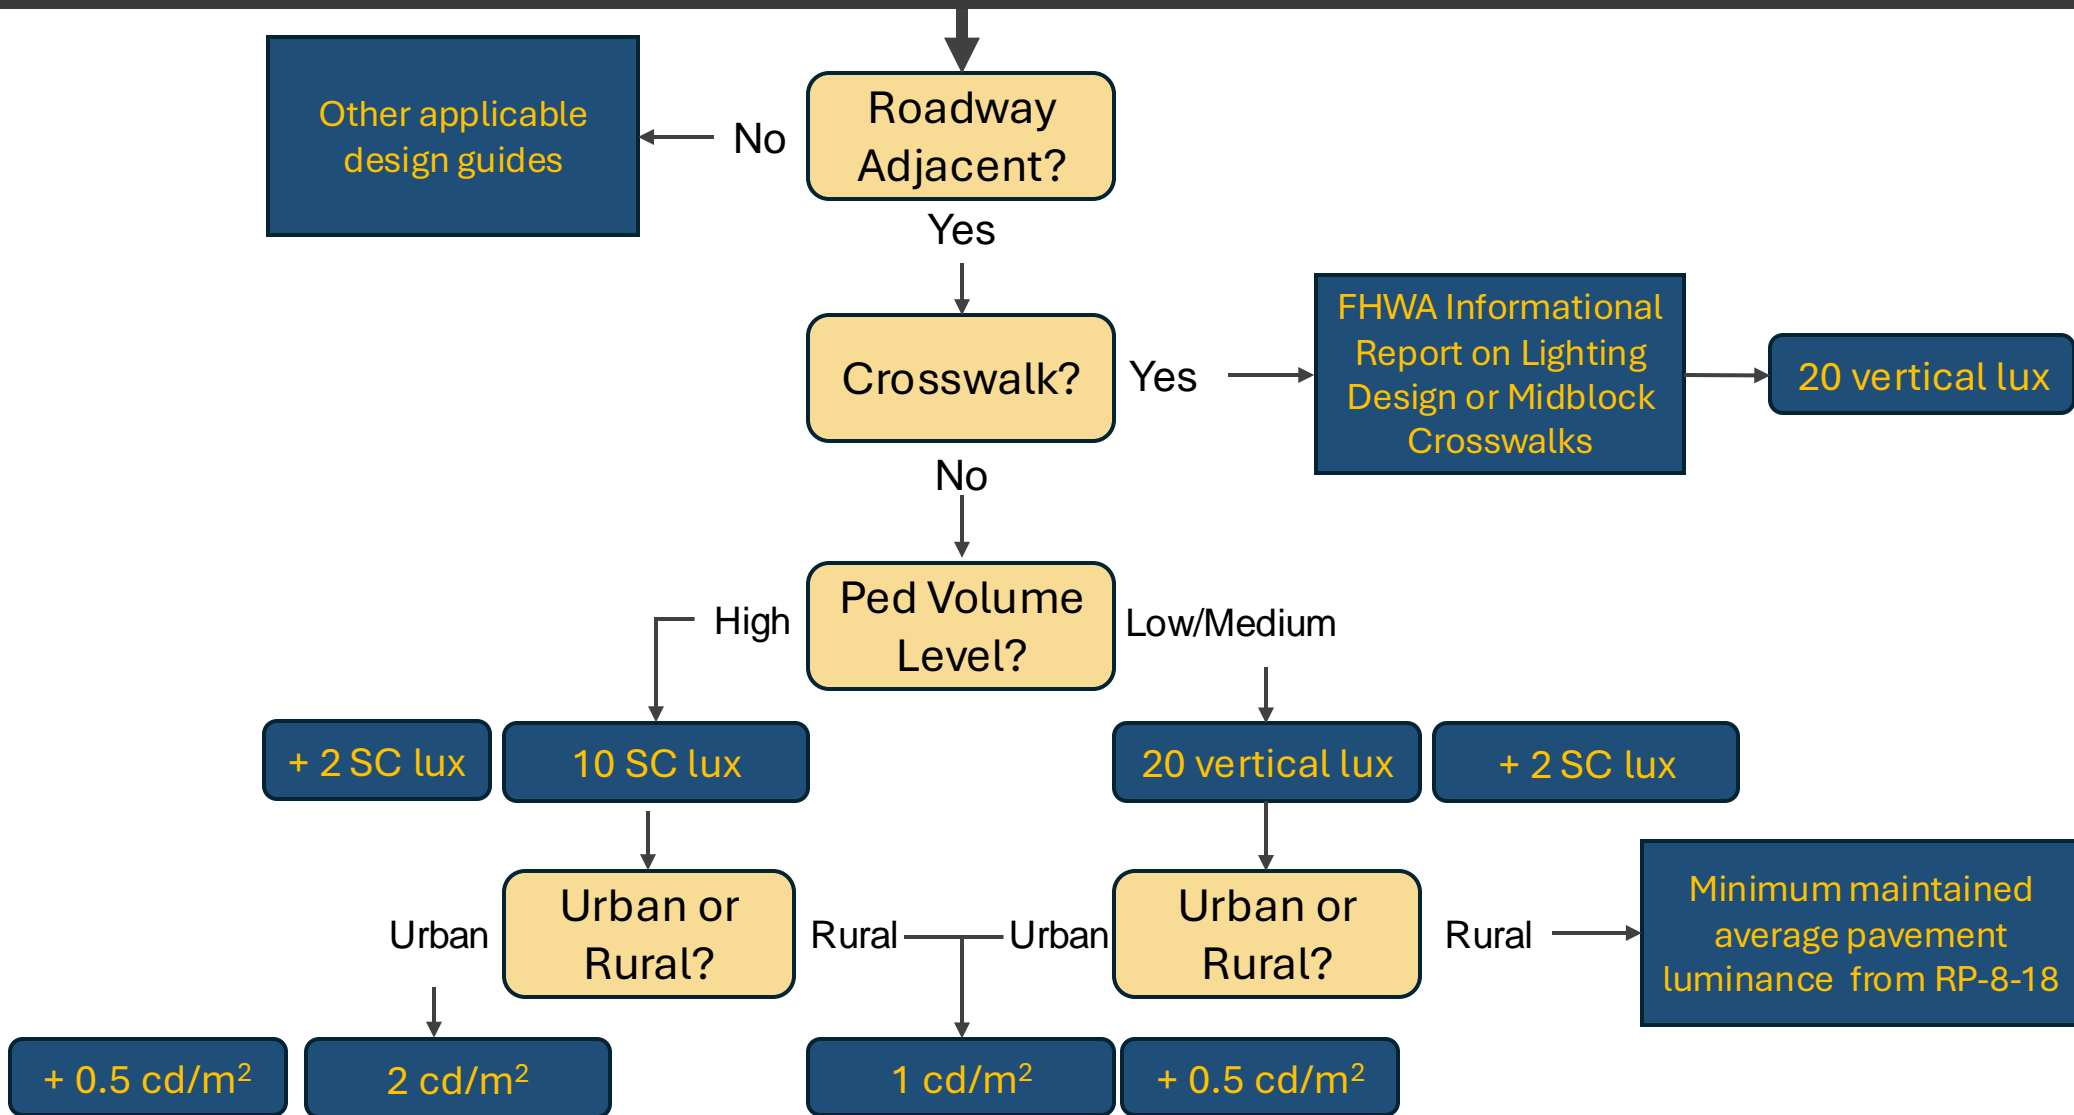 Roadway
Adjacent?
No
Other applicable
design guides
Yes
Crosswalk?
Yes
FHWA Informational
Report on Lighting
Design or Midblock
Crosswalks
20 vertical lux
No
Ped Volume
Level?
High
Low/Medium
+ 2 SC lux
10 SC lux
20 vertical lux
+ 2 SC lux
Urban or
Rural?
Urban
Rural
Urban
Urban or
Rural?
Rural
Minimum maintained
average pavement
luminance from RP-8-18
+ 0.5 cd/m²
2 cd/m²
1 cd/m²
+ 0.5 cd/m²